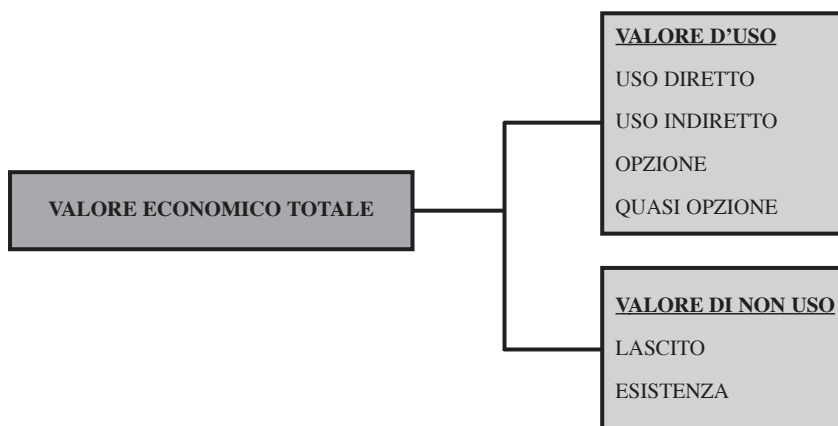 VALORE ECONOMICO TOTALE
VALORE D'USO
USO DIRETTO
USO INDIRETTO
OPZIONE
QUASI OPZIONE
VALORE DI NON USO
LASCITO
ESISTENZA